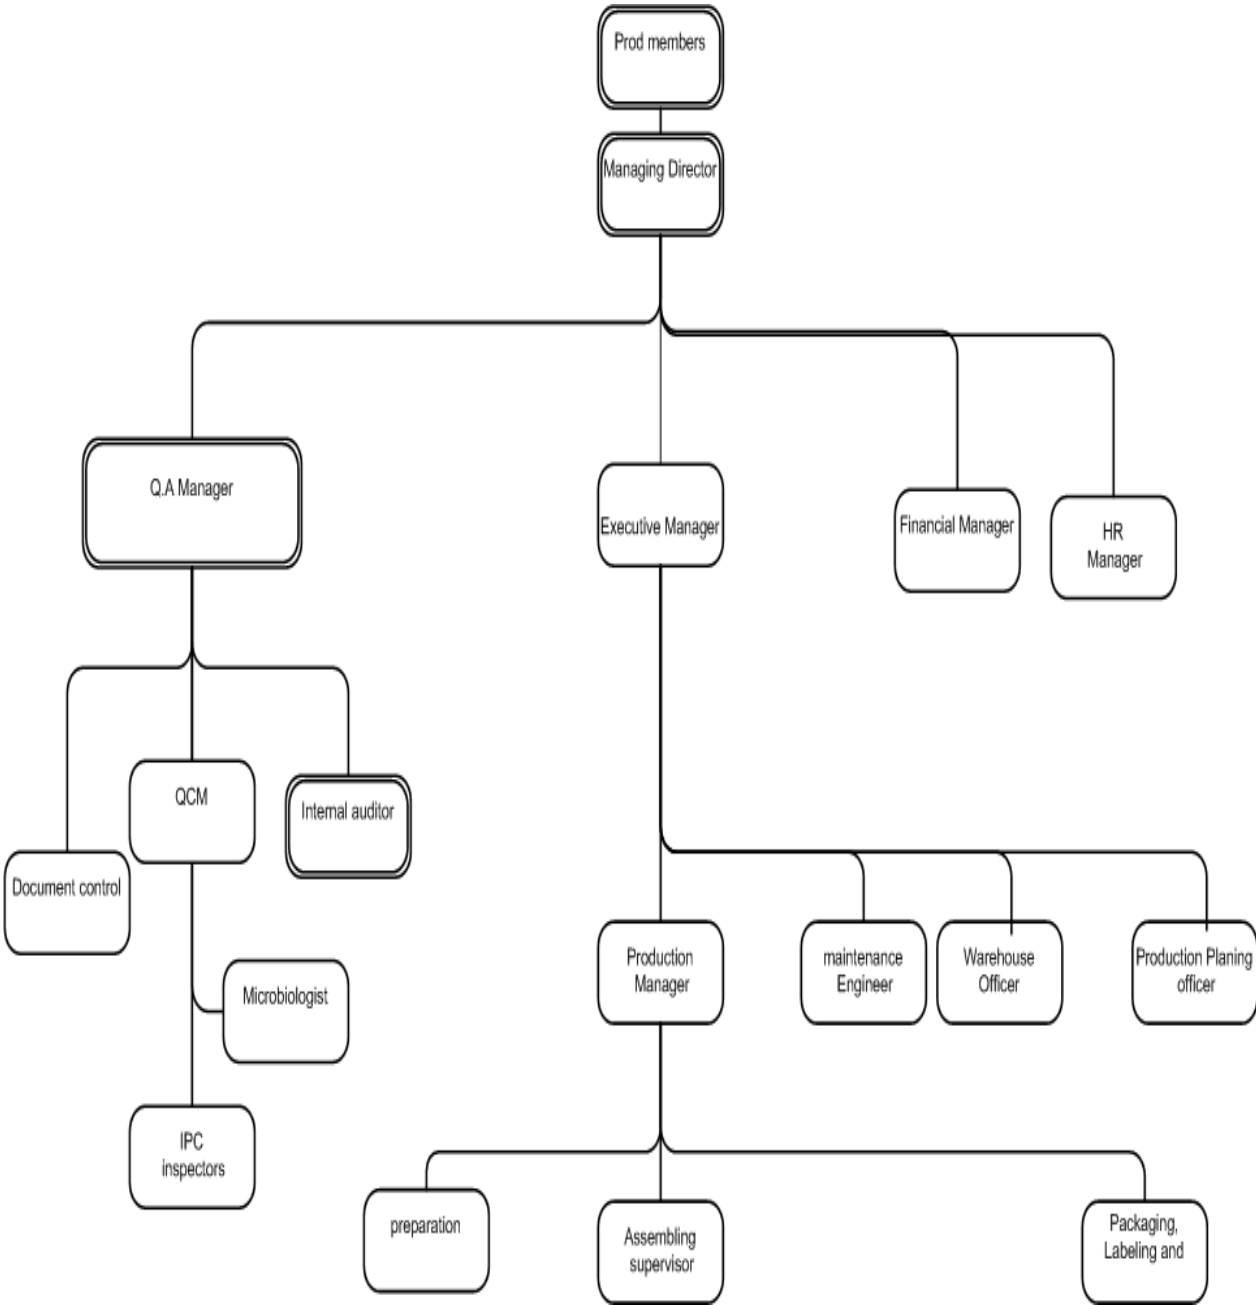 Prod members
Managing Director
Q.A Manager
Executive Manager
Financial Manager
HR
Manager
QCM
Internal auditor
Document control
Microbiologist
IPC
inspectors
Production
Manager
maintenance
Engineer
Warehouse
Officer
Production Planing
officer
preparation
Assembling
supervisor
Packaging,
Labeling and